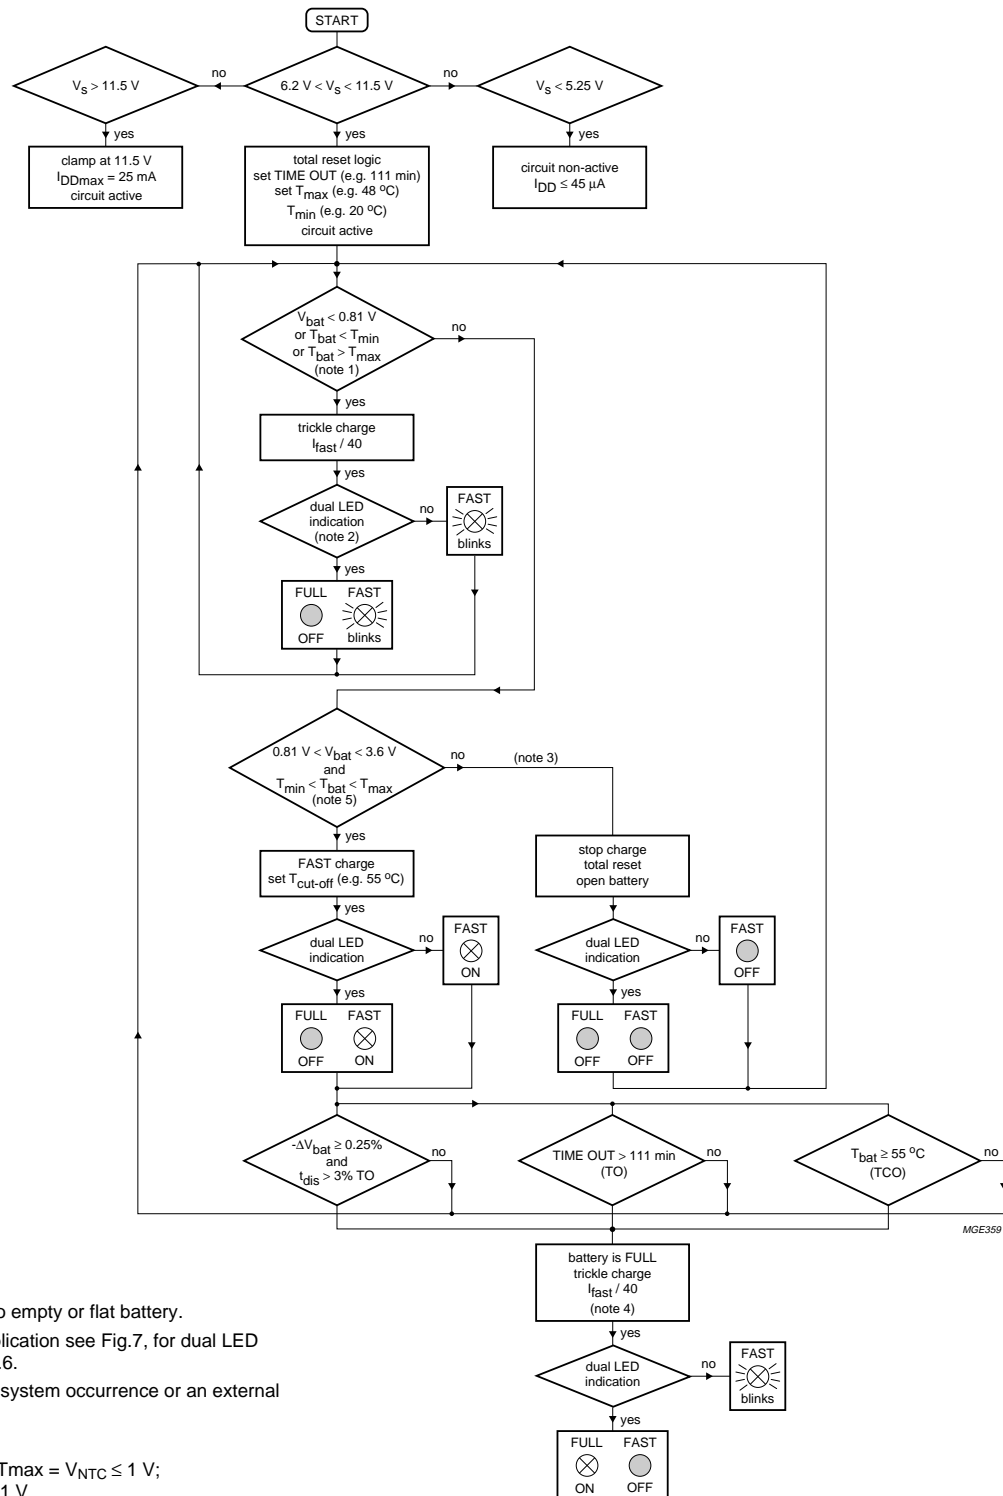 START
V_s > 11.5 V
no
6.2 V < V_s < 11.5 V
no
V_s < 5.25 V
yes
yes
yes
clamp at 11.5 V
I_DDmax = 25 mA
circuit active
total reset logic
set TIME OUT (e.g. 111 min)
set T_max (e.g. 48 °C)
T_min (e.g. 20 °C)
circuit active
circuit non-active
I_DD ≤ 45 μA
V_bat < 0.81 V
or T_bat < T_min
or T_bat > T_max
(note 1)
no
yes
trickle charge
I_fast / 40
yes
dual LED
indication
(note 2)
no
FAST
blinks
yes
FULL FAST
OFF blinks
0.81 V < V_bat < 3.6 V
and
T_min < T_bat < T_max
(note 5)
no
(note 3)
yes
FAST charge
set T_cut-off (e.g. 55 °C)
stop charge
total reset
open battery
yes
dual LED
indication
no
FAST
ON
dual LED
indication
no
FAST
OFF
yes
FULL FAST
OFF ON
yes
FULL FAST
OFF OFF
-ΔV_bat ≥ 0.25%
and
t_dis > 3% TO
no
TIME OUT > 111 min
(TO)
no
T_bat ≥ 55 °C
(TCO)
no
MGE359
battery is FULL
trickle charge
I_fast / 40
(note 4)
yes
dual LED
indication
no
FAST
blinks
yes
FULL FAST
ON OFF
empty or flat battery.
see Fig.7, for dual LED
.6.
system occurrence or an external
Tmax = V_NTC ≤ 1 V;
1 V